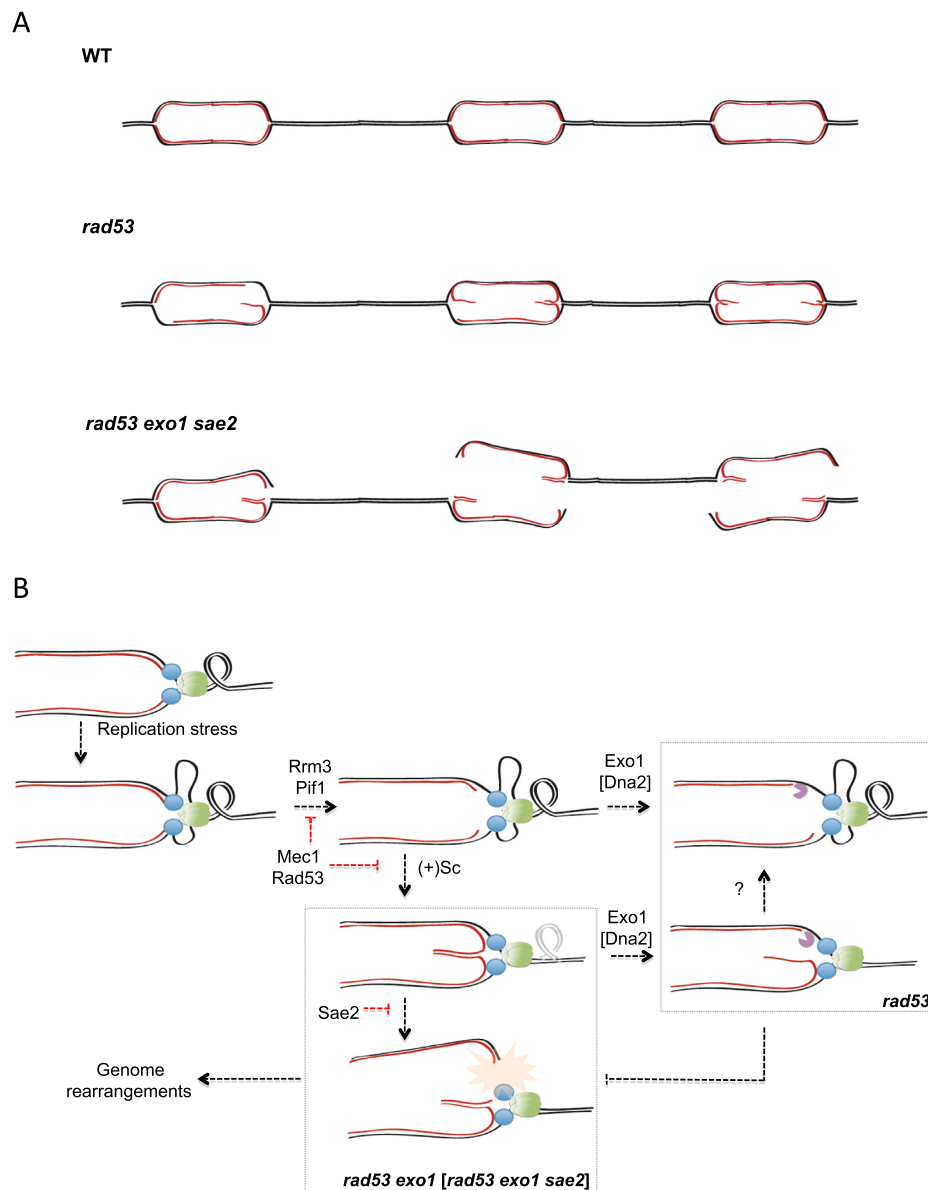 A
WT
rad53
rad53 exo1 sae2
B
Replication stress
Rrm3
Pif1
Mec1
Rad53
(+)Sc
Exo1
[Dna2]
?
Exo1
[Dna2]
rad53
Sae2
Genome
rearrangements
rad53 exo1 [rad53 exo1 sae2]